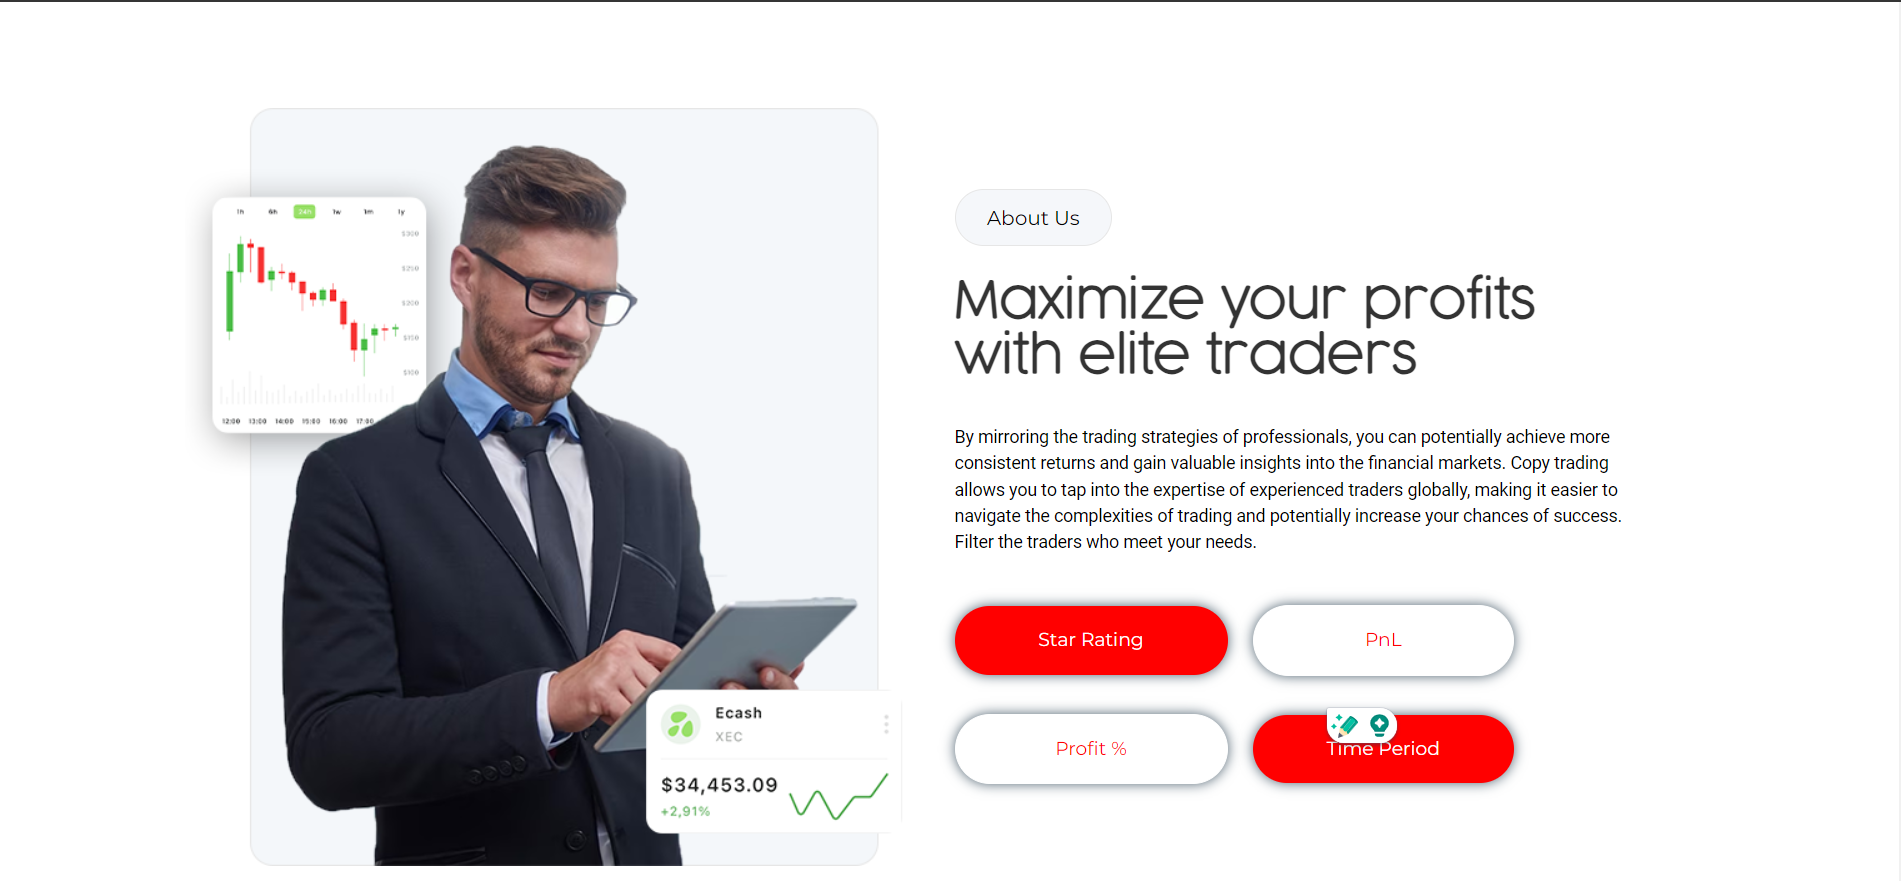 1h 6h 24h 1w 1m 1y
$300
$250
$200
$150
$100
12:00 13:00 14:00 15:00 16:00 17:00
About Us
Maximize your profits
with elite traders
By mirroring the trading strategies of professionals, you can potentially achieve more
consistent returns and gain valuable insights into the financial markets. Copy trading
allows you to tap into the expertise of experienced traders globally, making it easier to
navigate the complexities of trading and potentially increase your chances of success.
Filter the traders who meet your needs.
Star Rating
PnL
Profit %
Time Period
Ecash
XEC
$34,453.09
+2,91%